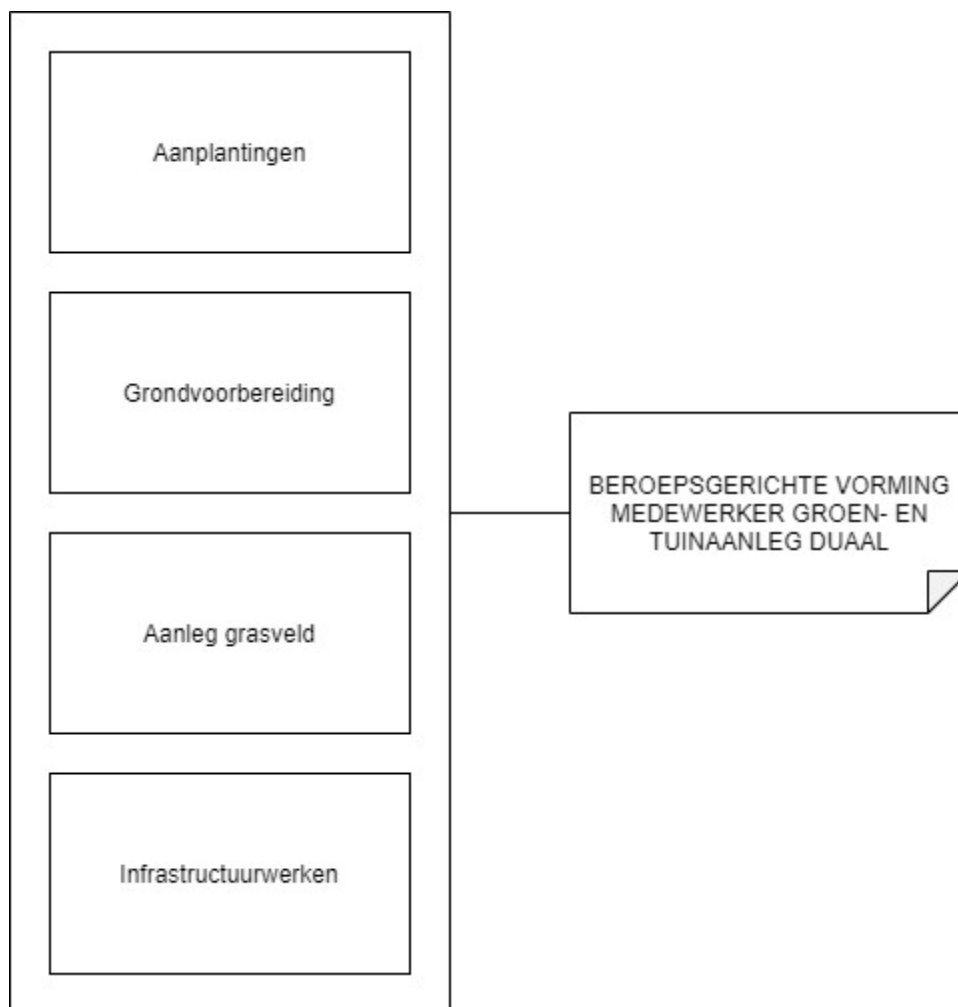 Aanplantingen
Grondvoorbereiding
Aanleg grasveld
Infrastructuurwerken
BEROEPSGERICHTE VORMING
MEDEWERKER GROEN- EN
TUINAANLEG DUAAL